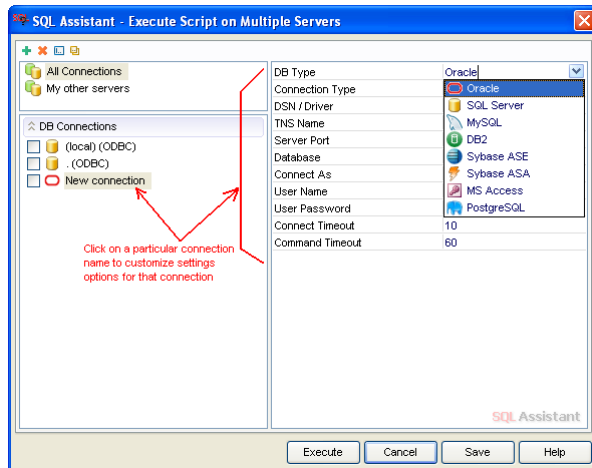 SQL Assistant - Execute Script on Multiple Servers
All Connections
My other servers
DB Connections
(local) (ODBC)
. (ODBC)
New connection
Click on a particular connection
name to customize settings
options for that connection
DB Type
Oracle
Connection Type
DSN / Driver
TNS Name
Server Port
Database
Connect As
User Name
User Password
Connect Timeout
10
Command Timeout
60
Oracle
SQL Server
MySQL
DB2
Sybase ASE
Sybase ASA
MS Access
PostgreSQL
SQL Assistant
Execute
Cancel
Save
Help